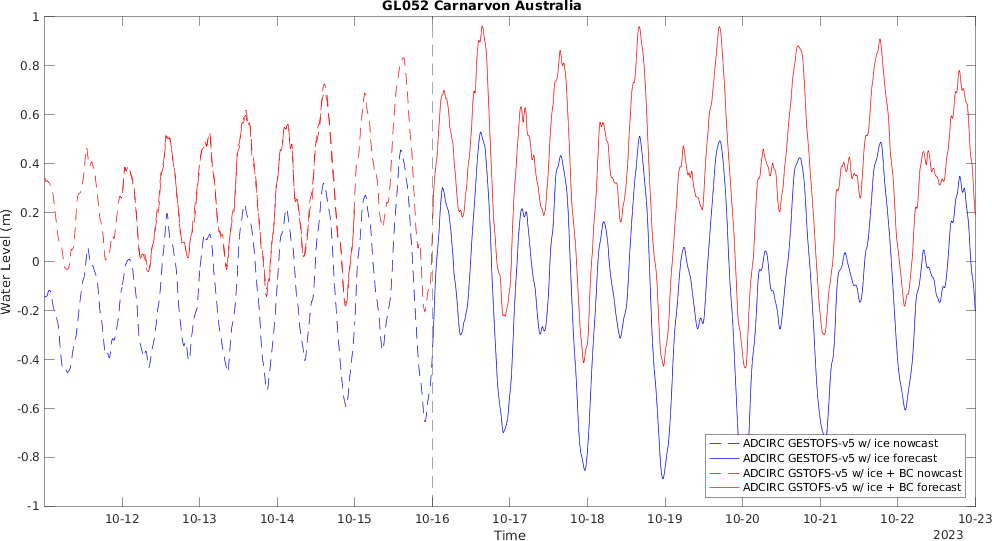 GL052 Carnarvon Australia
1
0.8
0.6
0.4
0.2
0
-0.2
-0.4
-0.6
-0.8
-1
Water Level (m)
ADCIRC GESTOFS-v5 w/ ice nowcast
ADCIRC GESTOFS-v5 w/ ice forecast
ADCIRC GSTOFS-v5 w/ ice + BC nowcast
ADCIRC GSTOFS-v5 w/ ice + BC forecast
10-12 10-13 10-14 10-15 10-16 10-17 10-18 10-19 10-20 10-21 10-22 10-23
Time
2023